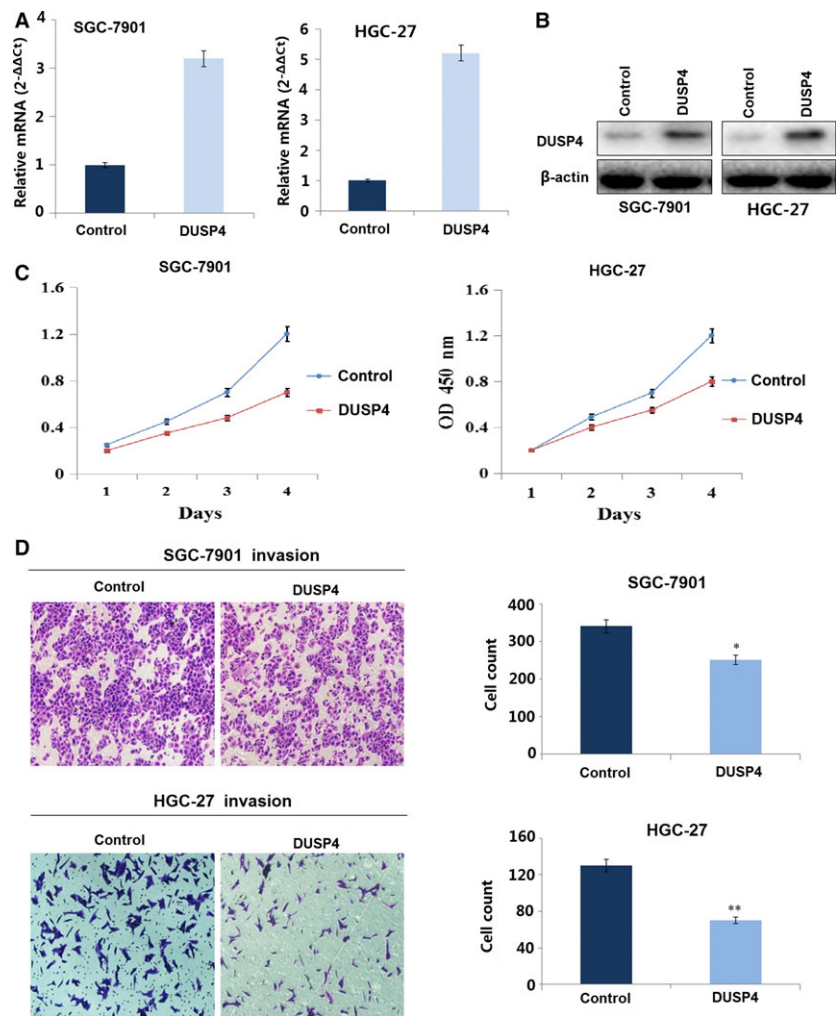 A
SGC-7901
Relative mRNA (2-ΔΔCt)
4
3
2
1
0
Control
DUSP4
HGC-27
Relative mRNA (2-ΔΔCt)
6
5
4
3
2
1
0
Control
DUSP4
B
Control
DUSP4
Control
DUSP4
DUSP4
β-actin
SGC-7901
HGC-27
C
SGC-7901
1.6
1.2
0.8
0.4
0
1 2 3 4
Days
Control
DUSP4
HGC-27
OD 450 nm
1.6
1.2
0.8
0.4
0
1 2 3 4
Days
Control
DUSP4
D
SGC-7901 invasion
Control
DUSP4
SGC-7901
Cell count
400
300
200
100
0
*
Control
DUSP4
HGC-27 invasion
Control
DUSP4
HGC-27
Cell count
160
120
80
40
0
**
Control
DUSP4